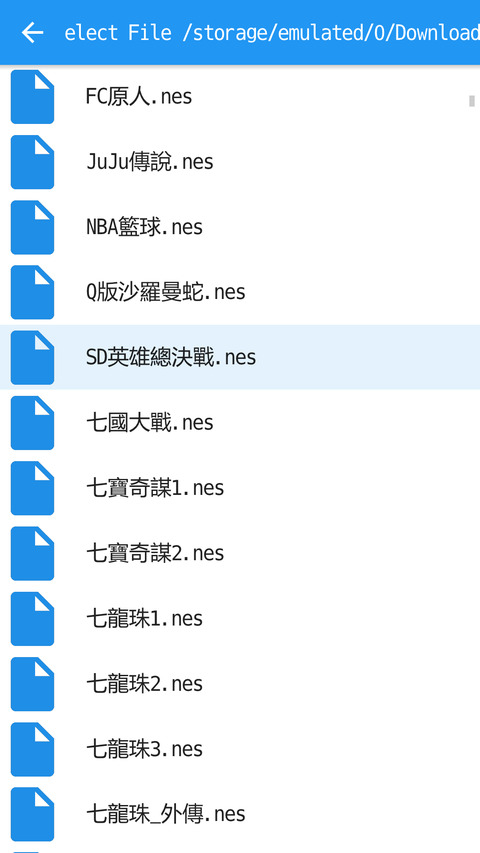 elect File /storage/emulated/0/Download
FC原人.nes
JuJu傳說.nes
NBA籃球.nes
Q版沙羅曼蛇.nes
SD英雄總決戰.nes
七國大戰.nes
七寶奇謀1.nes
七寶奇謀2.nes
七龍珠1.nes
七龍珠2.nes
七龍珠3.nes
七龍珠_外傳.nes